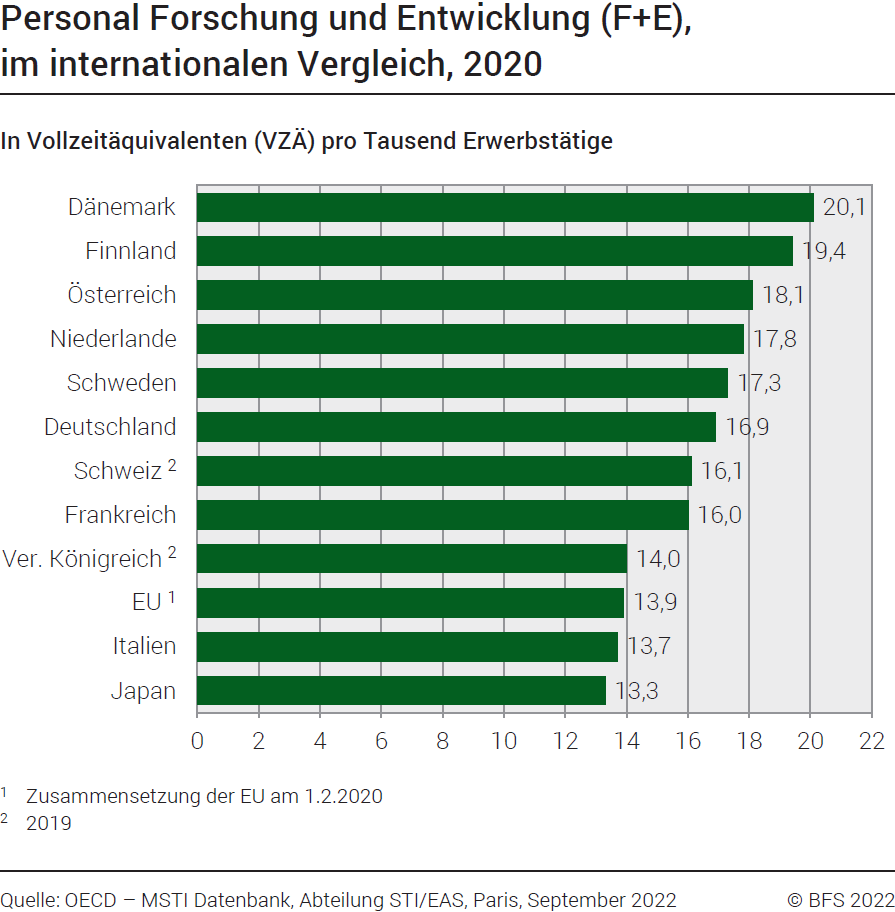 Personal Forschung und Entwicklung (F+E),
im internationalen Vergleich, 2020
In Vollzeitäquivalenten (VZÄ) pro Tausend Erwerbstätige
Dänemark 20,1
Finnland 19,4
Österreich 18,1
Niederlande 17,8
Schweden 17,3
Deutschland 16,9
Schweiz ² 16,1
Frankreich 16,0
Ver. Königreich ² 14,0
EU ¹ 13,9
Italien 13,7
Japan 13,3
0 2 4 6 8 10 12 14 16 18 20 22
¹ Zusammensetzung der EU am 1.2.2020
² 2019
Quelle: OECD – MSTI Datenbank, Abteilung STI/EAS, Paris, September 2022 © BFS 2022